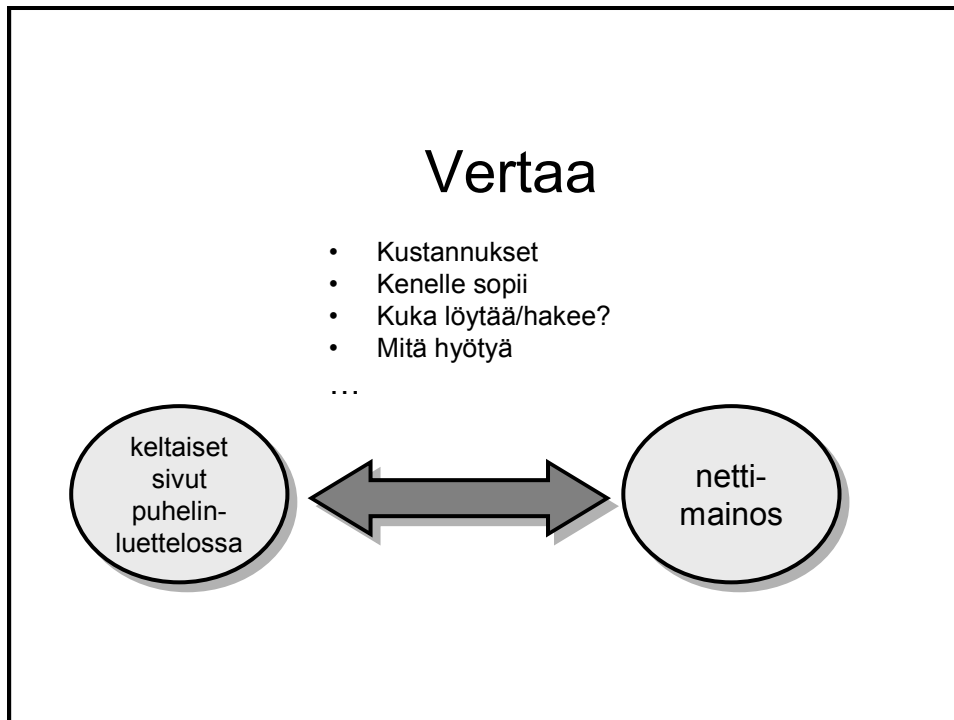 Vertaa
• Kustannukset
• Kenelle sopii
• Kuka löytää/hakee?
• Mitä hyötyä
…
keltaiset
sivut
puhelin-
luettelossa
netti-
mainos